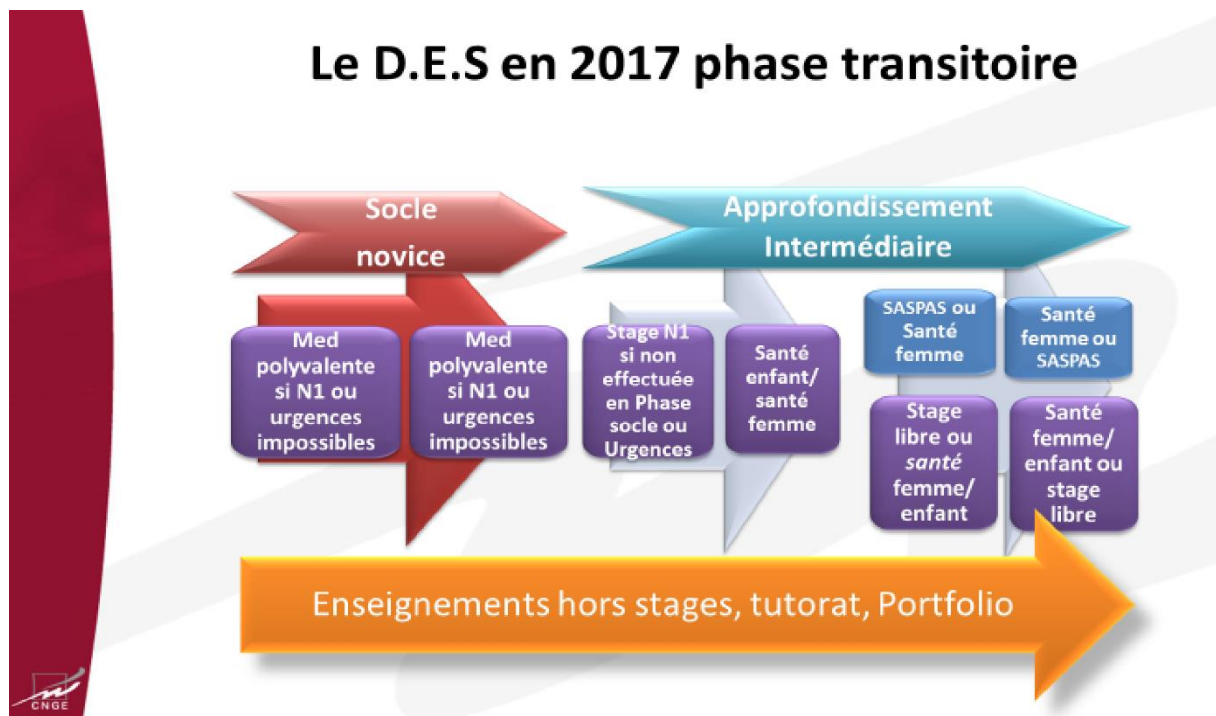 Le D.E.S en 2017 phase transitoire
Socle
novice
Approfondissement
Intermédiaire
Med
polyvalente
si N1 ou
urgences
impossibles
Med
polyvalente
si N1 ou
urgences
impossibles
Stage N1
si non
effectuée
en Phase
socle ou
Urgences
Santé
enfant/
santé
femme
SASPAS ou
Santé
femme
Santé
femme ou
SASPAS
Stage
libre ou
santé
femme/
enfant
Santé
femme/
enfant ou
stage
libre
Enseignements hors stages, tutorat, Portfolio
CNGE